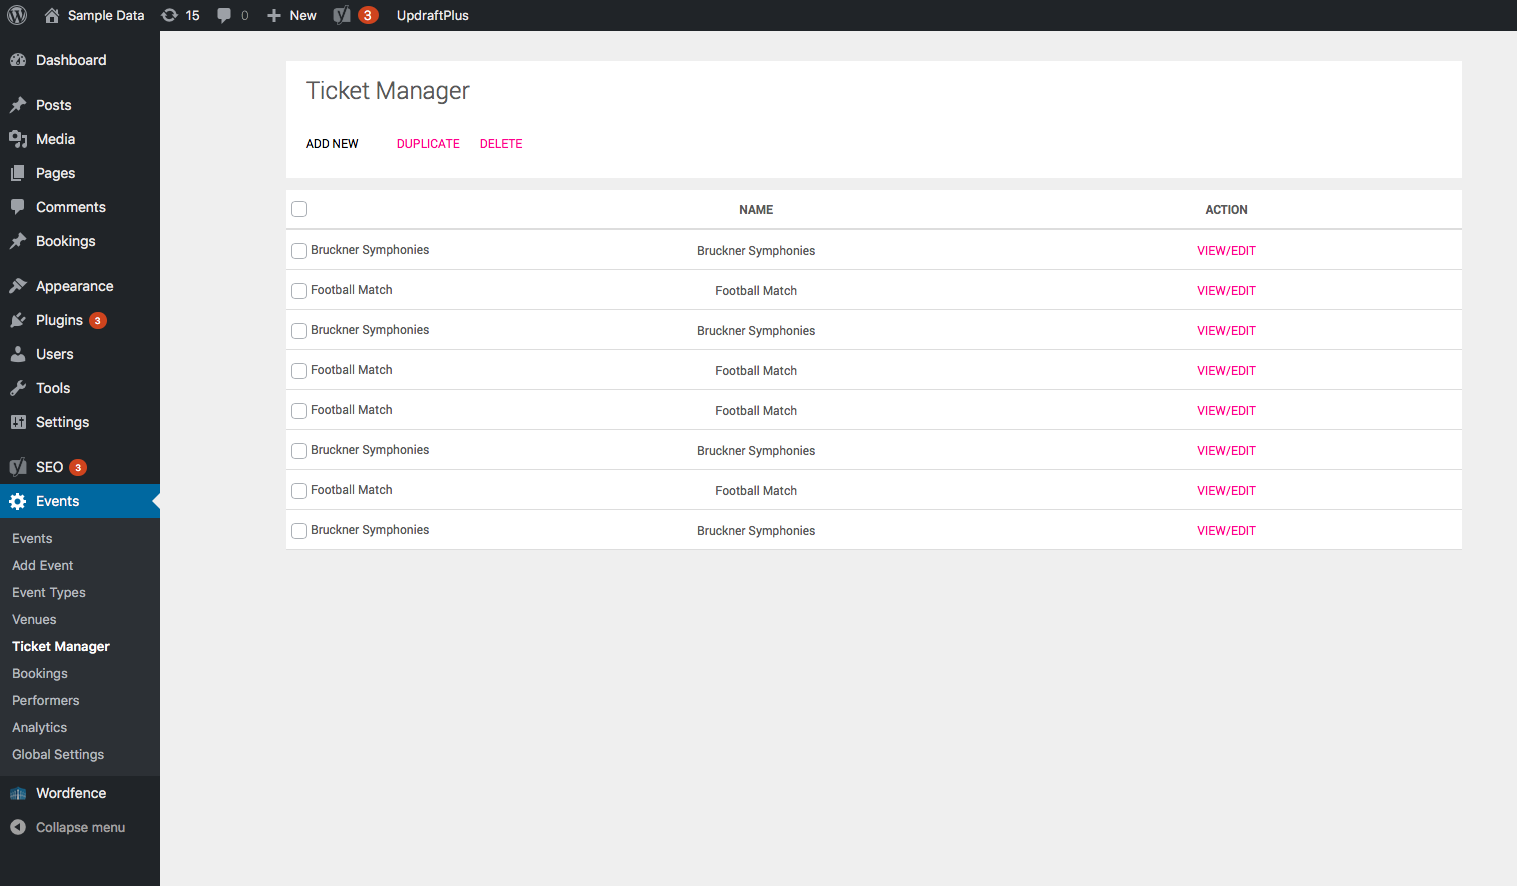 Sample Data 15 0 New 3 UpdraftPlus
Dashboard
Posts
Media
Pages
Comments
Bookings
Appearance
Plugins 3
Users
Tools
Settings
SEO 3
Events
Events
Add Event
Event Types
Venues
Ticket Manager
Bookings
Performers
Analytics
Global Settings
Wordfence
Collapse menu
Ticket Manager
ADD NEW DUPLICATE DELETE
NAME ACTION
Bruckner Symphonies Bruckner Symphonies VIEW/EDIT
Football Match Football Match VIEW/EDIT
Bruckner Symphonies Bruckner Symphonies VIEW/EDIT
Football Match Football Match VIEW/EDIT
Football Match Football Match VIEW/EDIT
Bruckner Symphonies Bruckner Symphonies VIEW/EDIT
Football Match Football Match VIEW/EDIT
Bruckner Symphonies Bruckner Symphonies VIEW/EDIT